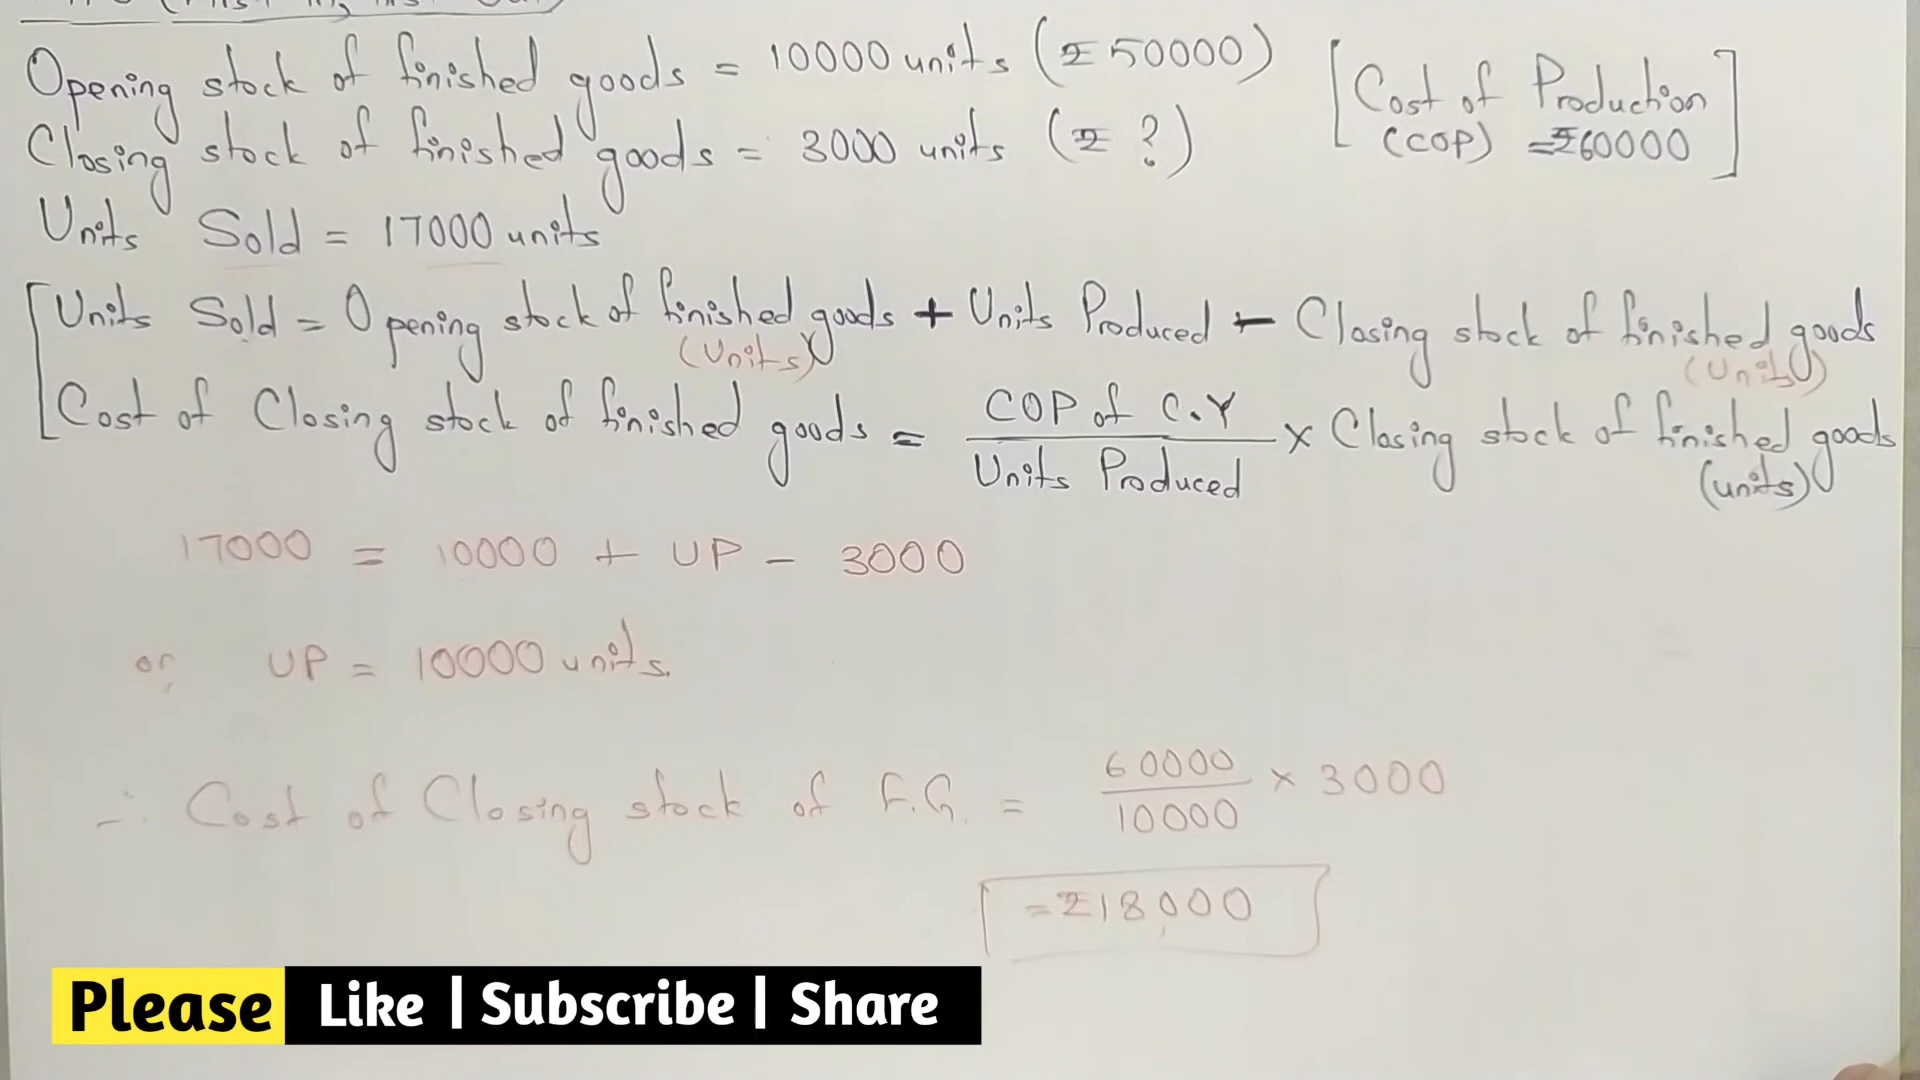 Opening stock of finished goods = 10000 units (₹ 50000)
Closing stock of finished goods = 3000 units (₹ ?)
[Cost of Production
(COP) = ₹60000]
Units Sold = 17000 units
[Units Sold = Opening stock of finished goods + Units Produced - Closing stock of finished goods
(Units) (Units)
Cost of Closing stock of finished goods = COP of C.Y / Units Produced × Closing stock of finished goods
(units)
17000 = 10000 + UP - 3000
or, UP = 10000 units.
∴ Cost of Closing stock of F.G. = 60000 / 10000 × 3000
= ₹18,000
Please Like | Subscribe | Share